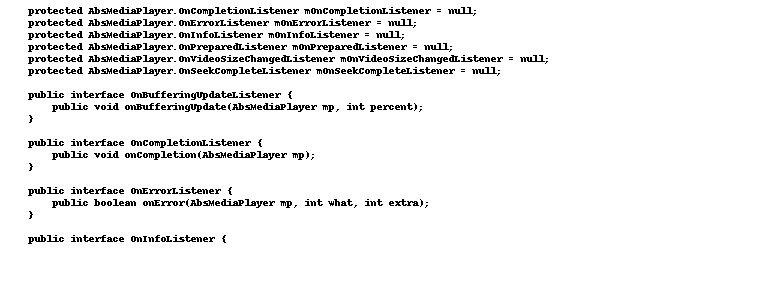 protected AbsMediaPlayer.OnCompletionListener mOnCompletionListener = null;
protected AbsMediaPlayer.OnErrorListener mOnErrorListener = null;
protected AbsMediaPlayer.OnInfoListener mOnInfoListener = null;
protected AbsMediaPlayer.OnPreparedListener mOnPreparedListener = null;
protected AbsMediaPlayer.OnVideoSizeChangedListener mOnVideoSizeChangedListener = null;
protected AbsMediaPlayer.OnSeekCompleteListener mOnSeekCompleteListener = null;
public interface OnBufferingUpdateListener {
public void onBufferingUpdate(AbsMediaPlayer mp, int percent);
}
public interface OnCompletionListener {
public void onCompletion(AbsMediaPlayer mp);
}
public interface OnErrorListener {
public boolean onError(AbsMediaPlayer mp, int what, int extra);
}
public interface OnInfoListener {